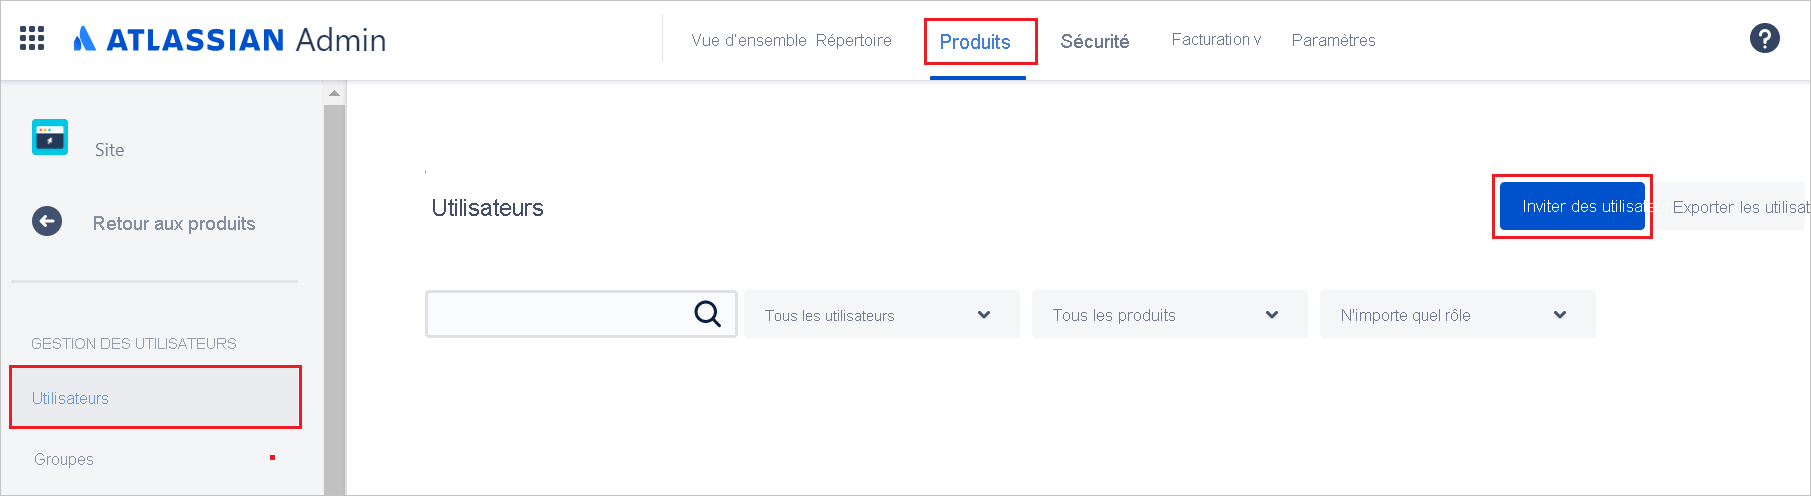 ATLASSIAN Admin
Vue d'ensemble Répertoire Produits Sécurité Facturation v Paramètres
Site
Retour aux produits
GESTION DES UTILISATEURS
Utilisateurs
Groupes
Utilisateurs
Inviter des utilisate Exporter les utilisat
Tous les utilisateurs Tous les produits N'importe quel rôle